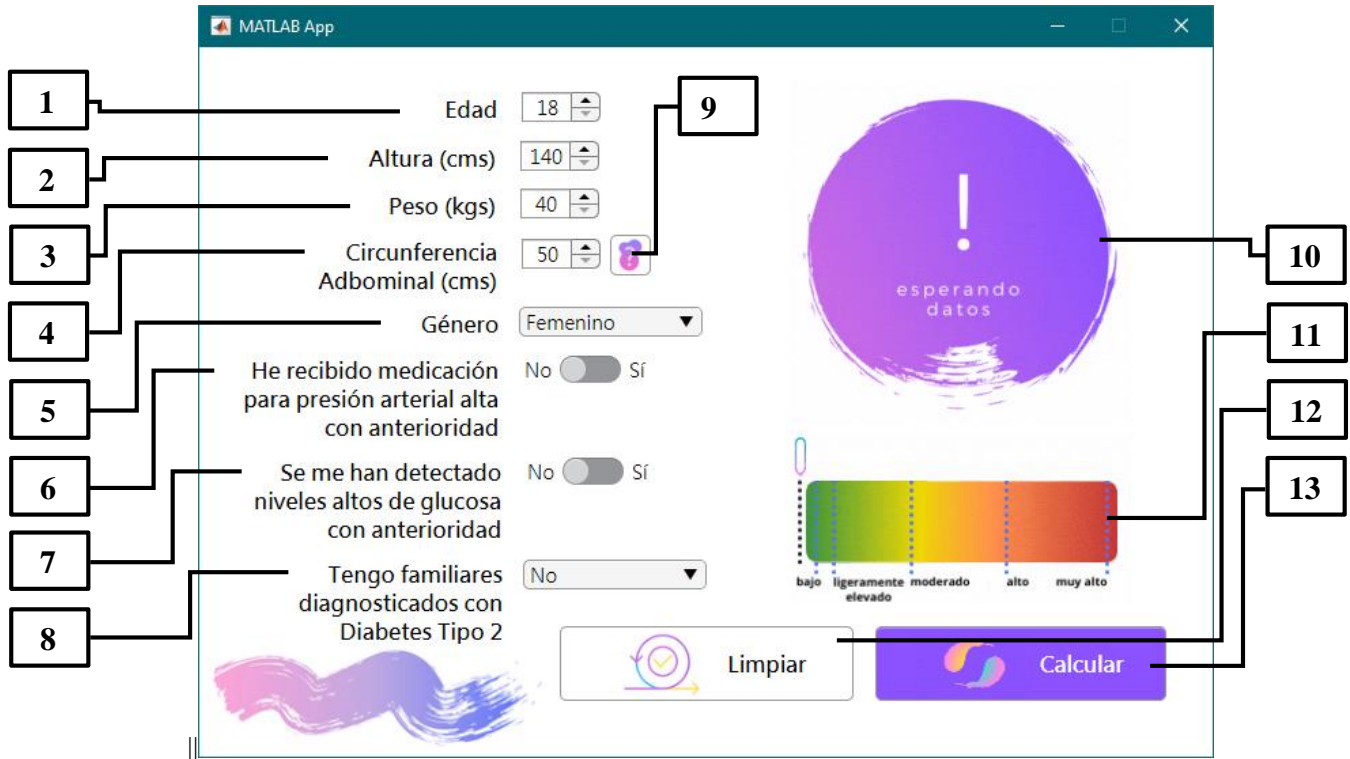 MATLAB App
1
2
3
4
5
6
7
8
Edad
18
Altura (cms)
140
Peso (kgs)
40
Circunferencia
Adbominal (cms)
50
Género
Femenino
He recibido medicación
para presión arterial alta
con anterioridad
No Sí
Se me han detectado
niveles altos de glucosa
con anterioridad
No Sí
Tengo familiares
diagnosticados con
Diabetes Tipo 2
No
9
!
esperando
datos
bajo
ligeramente
elevado
moderado
alto
muy alto
Limpiar
Calcular
10
11
12
13